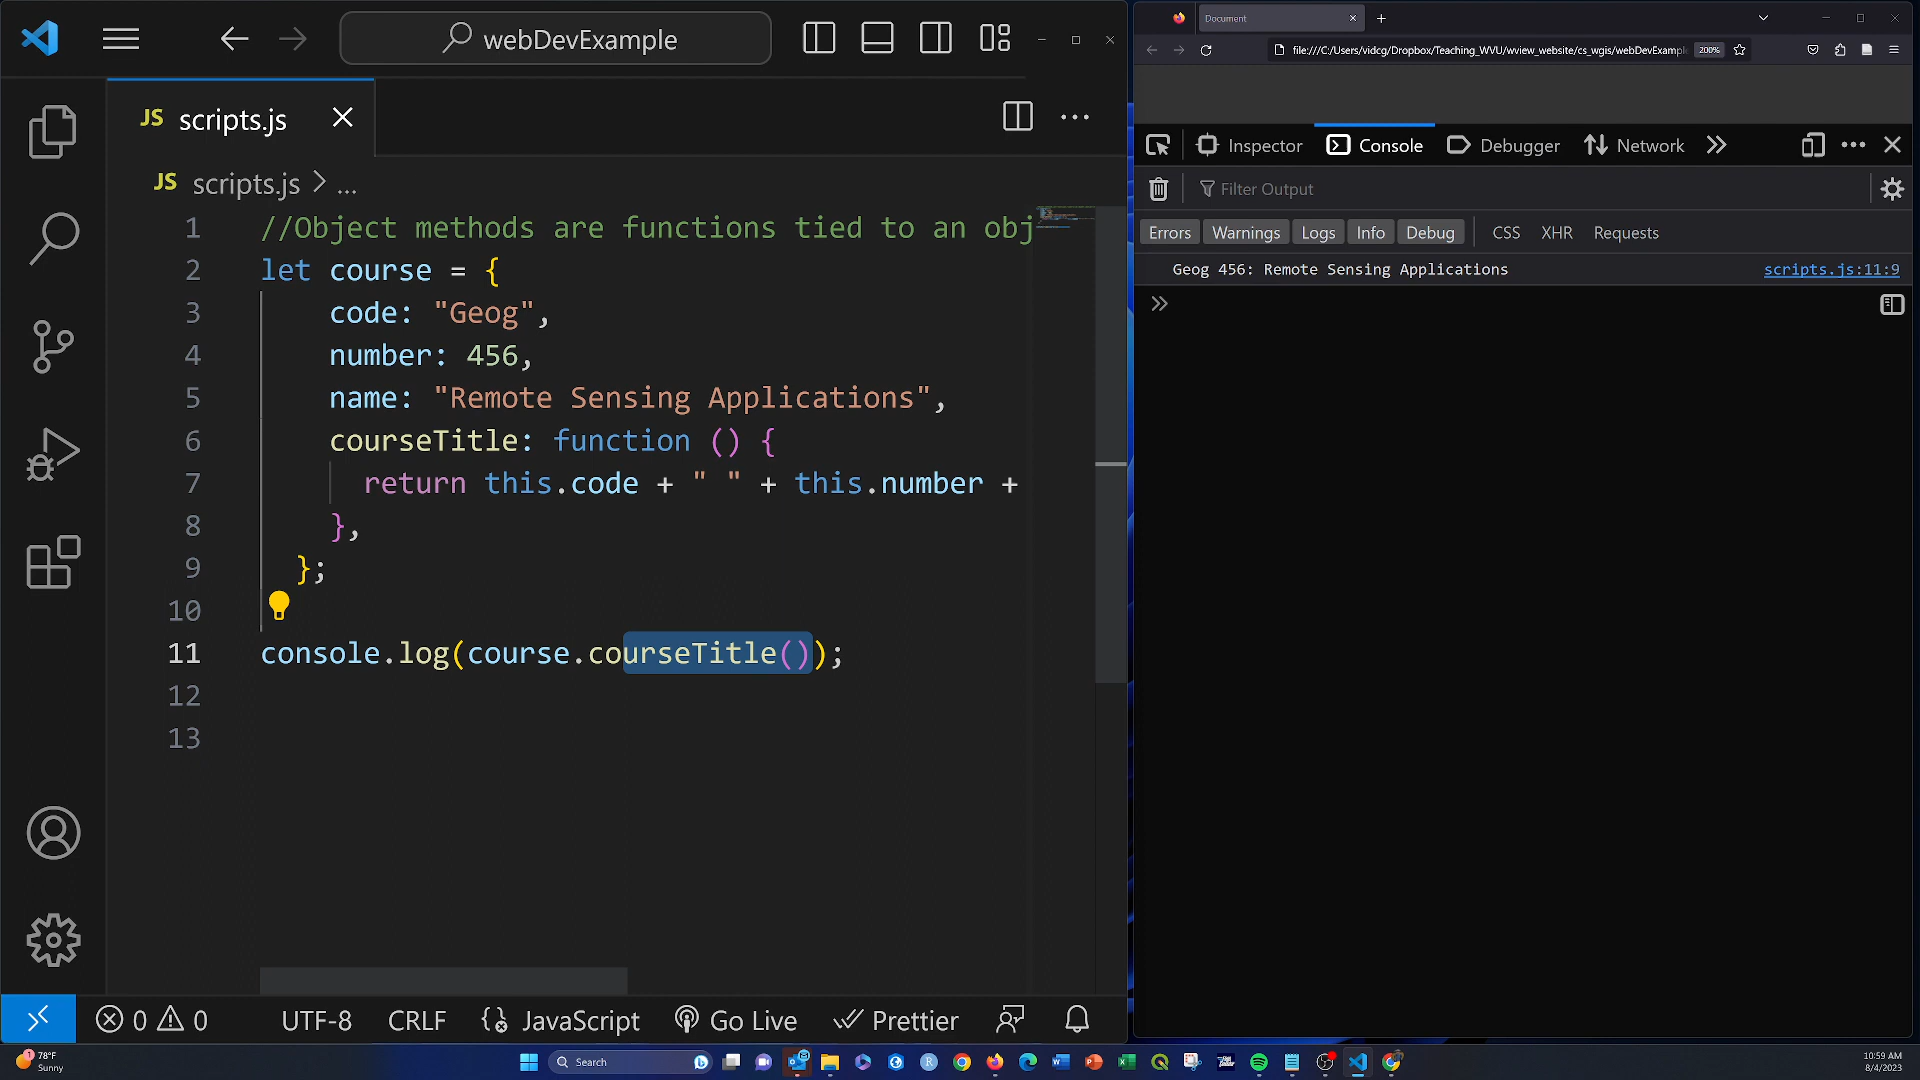 webDevExample
JS scripts.js
JS scripts.js > ...
1 //Object methods are functions tied to an obj
2 let course = {
3 code: "Geog",
4 number: 456,
5 name: "Remote Sensing Applications",
6 courseTitle: function () {
7 return this.code + " " + this.number +
8 },
9 };
10
11 console.log(course.courseTitle());
12
13
0 0 UTF-8 CRLF JavaScript Go Live Prettier
Document
file:///C:/Users/vidcg/Dropbox/Teaching_WVU/wview_website/cs_wgis/webDevExample 200%
Inspector Console Debugger Network
Filter Output
Errors Warnings Logs Info Debug CSS XHR Requests
Geog 456: Remote Sensing Applications scripts.js:11:9
1 78°F
Sunny
Search
10:59 AM
8/4/2023